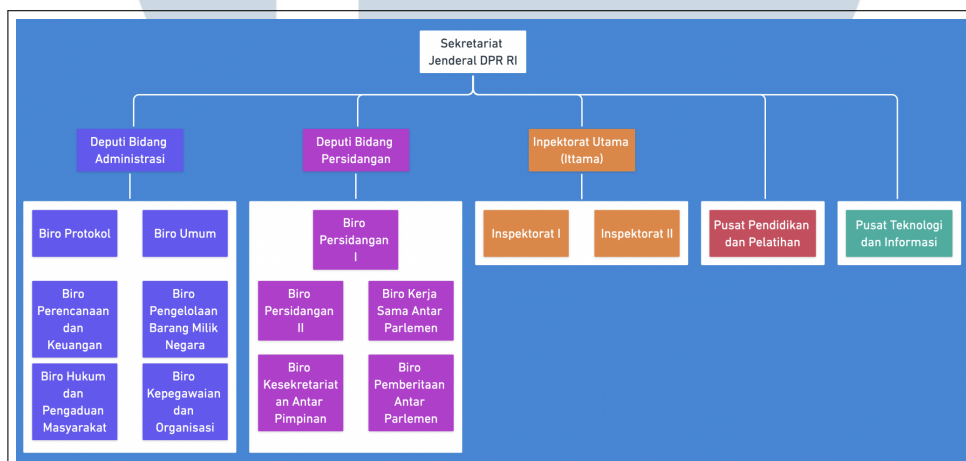 Sekretariat
Jenderal DPR RI
Deputi Bidang
Administrasi
Deputi Bidang
Persidangan
Inpektorat Utama
(Ittama)
Biro Protokol
Biro Umum
Biro
Perencanaan
dan
Keuangan
Biro
Pengelolaan
Barang Milik
Negara
Biro Hukum
dan
Pengaduan
Masyarakat
Biro
Kepegawaian
dan
Organisasi
Biro
Persidangan
I
Biro
Persidangan
II
Biro Kerja
Sama Antar
Parlemen
Biro
Kesekretariat
an Antar
Pimpinan
Biro
Pemberitaan
Antar
Parlemen
Inspektorat I
Inspektorat II
Pusat Pendidikan
dan Pelatihan
Pusat Teknologi
dan Informasi